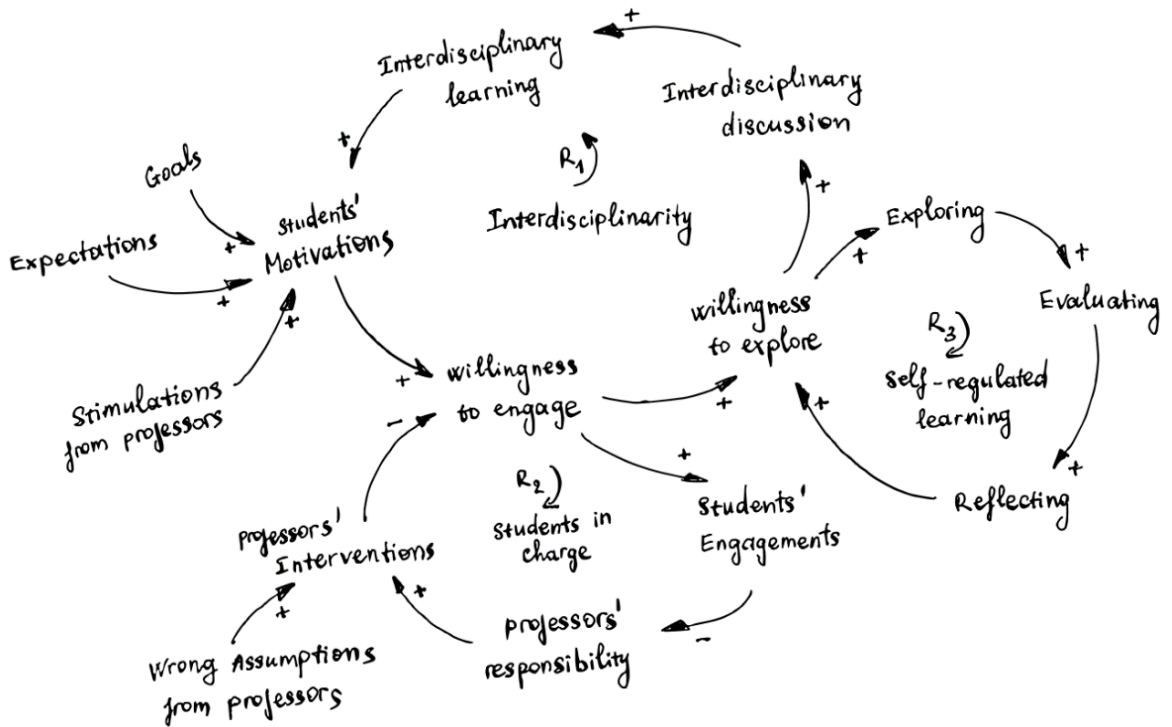 +
Interdisciplinary
learning
Interdisciplinary
discussion
+
R1
Interdisciplinarity
+
Goals
+
Students'
Motivations
Expectations
+
+
Stimulations
from professors
Exploring
+
+
Evaluating
willingness
to explore
R3
Self-regulated
learning
+
willingness
to engage
+
-
+
+
+
Reflecting
R2
Students in
charge
Students'
Engagements
professors'
Interventions
+
+
professors'
responsibility
-
Wrong Assumptions
from professors